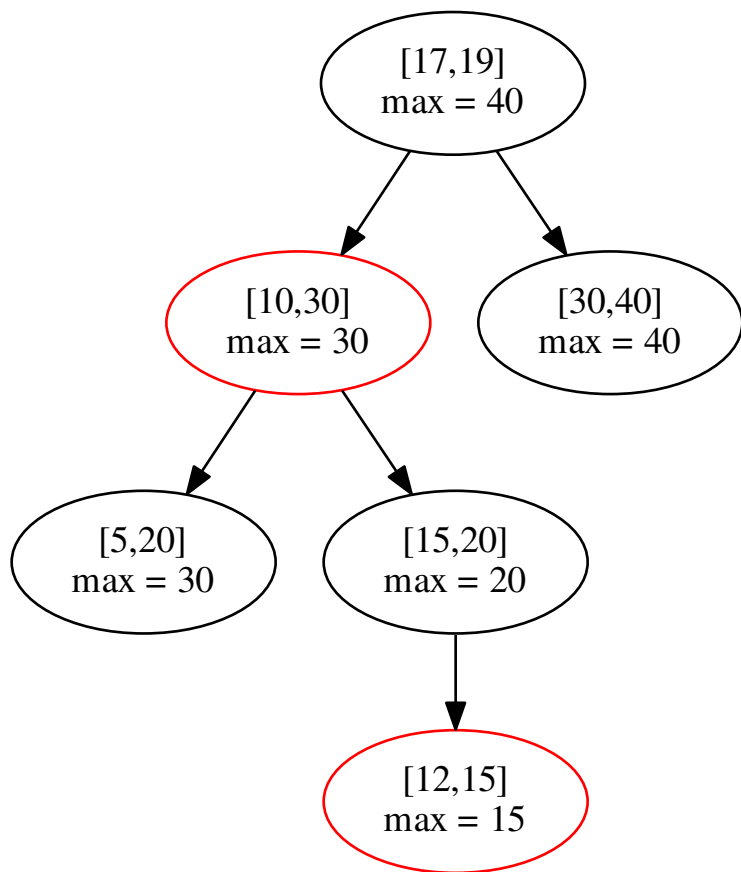 [17,19]
max = 40
[10,30]
max = 30
[30,40]
max = 40
[5,20]
max = 30
[15,20]
max = 20
[12,15]
max = 15